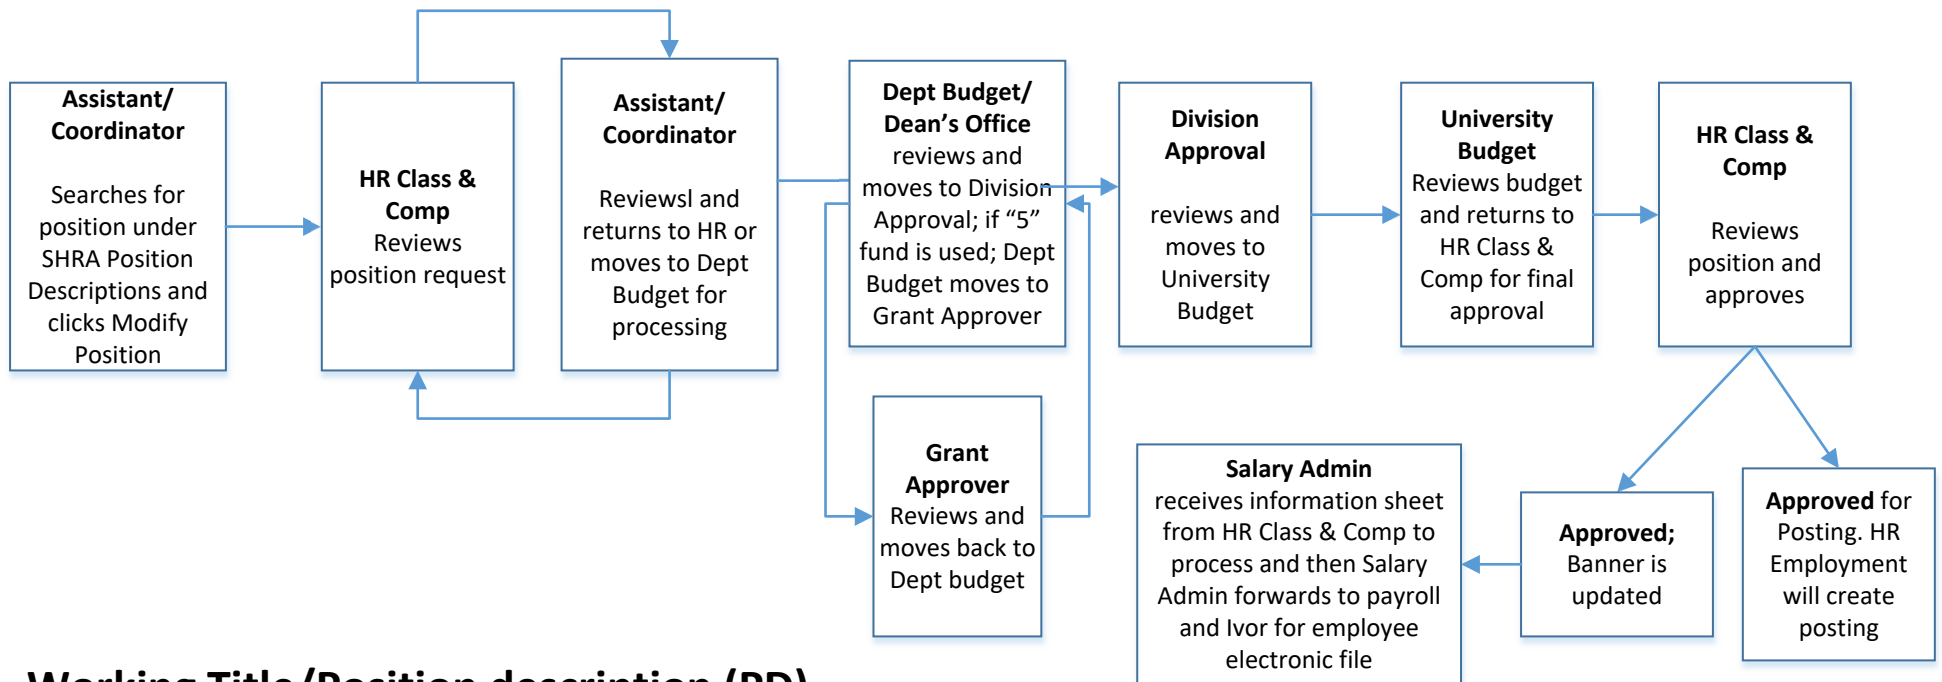 Assistant/
Coordinator
Searches for
position under
SHRA Position
Descriptions and
clicks Modify
Position
HR Class &
Comp
Reviews
position request
Assistant/
Coordinator
Reviewsl and
returns to HR or
moves to Dept
Budget for
processing
Dept Budget/
Dean’s Office
reviews and
moves to Division
Approval; if “5”
fund is used; Dept
Budget moves to
Grant Approver
Division
Approval
reviews and
moves to
University
Budget
University
Budget
Reviews budget
and returns to
HR Class &
Comp for final
approval
HR Class &
Comp
Reviews
position and
approves
Grant
Approver
Reviews and
moves back to
Dept budget
Salary Admin
receives information sheet
from HR Class & Comp to
process and then Salary
Admin forwards to payroll
and Ivor for employee
electronic file
Approved;
Banner is
updated
Approved for
Posting. HR
Employment
will create
posting
Working Title/Position description (PD)